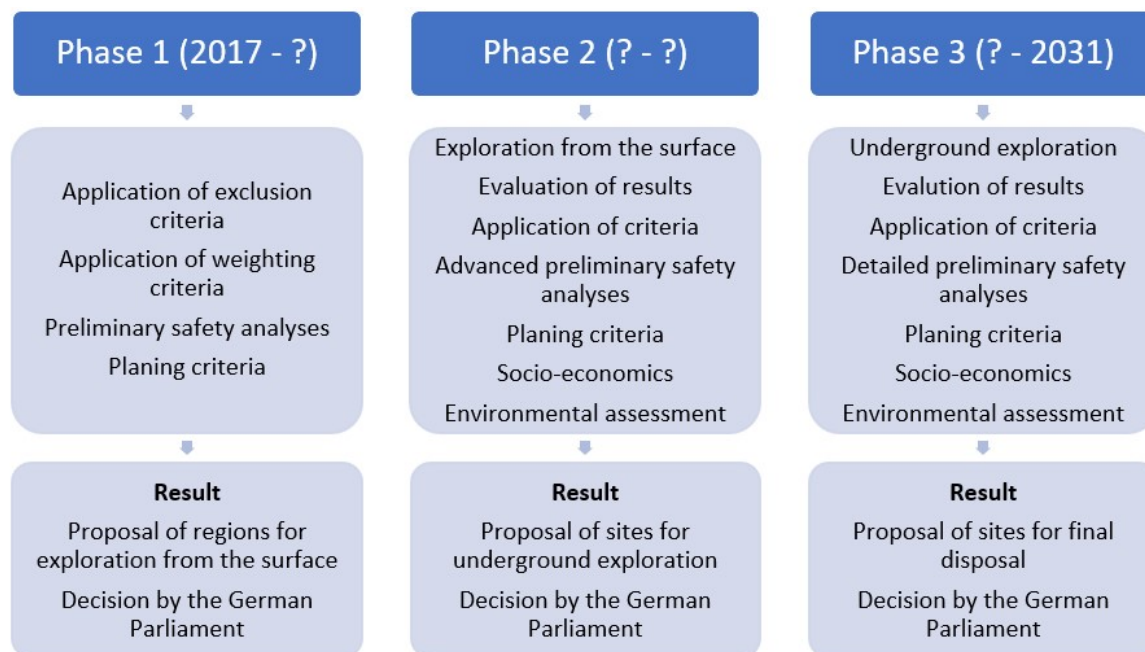 Phase 1 (2017 - ?)
Application of exclusion
criteria
Application of weighting
criteria
Preliminary safety analyses
Planing criteria
Result
Proposal of regions for
exploration from the surface
Decision by the German
Parliament
Phase 2 (? - ?)
Exploration from the surface
Evaluation of results
Application of criteria
Advanced preliminary safety
analyses
Planing criteria
Socio-economics
Environmental assessment
Result
Proposal of sites for
underground exploration
Decision by the German
Parliament
Phase 3 (? - 2031)
Underground exploration
Evalution of results
Application of criteria
Detailed preliminary safety
analyses
Planing criteria
Socio-economics
Environmental assessment
Result
Proposal of sites for final
disposal
Decision by the German
Parliament